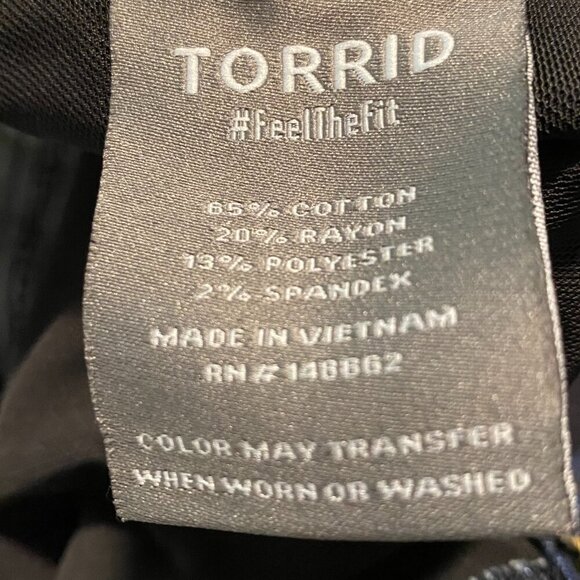 TORRID
#FeelTheFit
65% COTTON
20% RAYON
13% POLYESTER
2% SPANDEX
MADE IN VIETNAM
RN# 148862
COLOR MAY TRANSFER
WHEN WORN OR WASHED